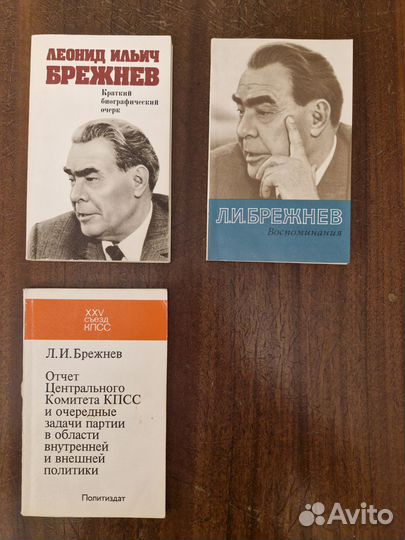 ЛЕОНИД ИЛЬИЧ
БРЕЖНЕВ
Краткий
биографический
очерк
Л.И.БРЕЖНЕВ
Воспоминания
XXV
съезд
КПСС
Л. И. Брежнев
Отчет
Центрального
Комитета КПСС
и очередные
задачи партии
в области
внутренней
и внешней
политики
Политиздат
Avito